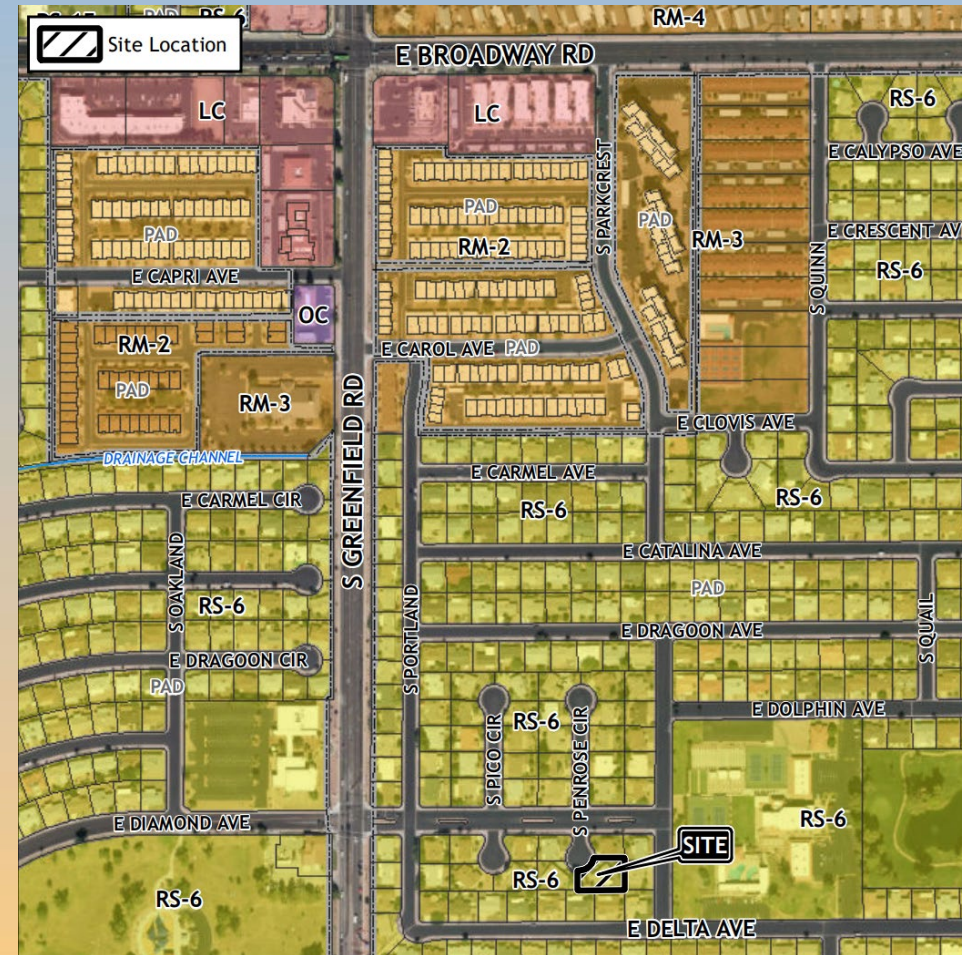 RM-4
PAD
RS-6
Site Location
E BROADWAY RD
LC
LC
RS-6
E CALYPSO AVE
S PARKCREST
PAD
PAD
PAD
RM-2
RM-3
E CRESCENT AV
RS-6
E CAPRI AVE
S QUINN
OC
RM-2
E CAROL AVE
PAD
PAD
RM-3
S GREENFIELD RD
E CLOVIS AVE
DRAINAGE CHANNEL
E CARMEL AVE
E CARMEL CIR
RS-6
RS-6
S OAKLAND
E CATALINA AVE
PAD
RS-6
S PORTLAND
S QUAIL
E DRAGOON AVE
E DRAGOON CIR
PAD
E DOLPHIN AVE
RS-6
S PICO CIR
S PENROSE CIR
E DIAMOND AVE
RS-6
SITE
RS-6
RS-6
E DELTA AVE